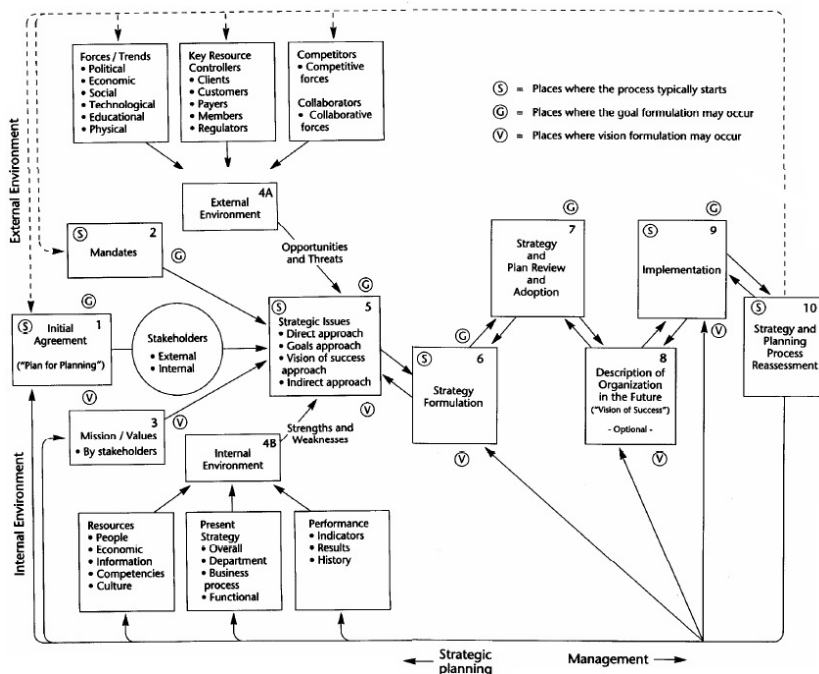 Forces / Trends
• Political
• Economic
• Social
• Technological
• Educational
• Physical
Key Resource
Controllers
• Clients
• Customers
• Payers
• Members
• Regulators
Competitors
• Competitive
forces
Collaborators
• Collaborative
forces
S = Places where the process typically starts
G = Places where the goal formulation may occur
V = Places where vision formulation may occur
External Environment
4A
External
Environment
Opportunities
and Threats
S
2
Mandates
G
G
S
1
Initial
Agreement
("Plan for Planning")
V
Stakeholders
• External
• Internal
G
S
5
Strategic Issues
• Direct approach
• Goals approach
• Vision of success
approach
• Indirect approach
V
3
Mission / Values
• By stakeholders
V
Strengths and
Weaknesses
4B
Internal
Environment
G
S
6
Strategy
Formulation
V
G
7
Strategy
and
Plan Review
and
Adoption
8
Description of
Organization
in the Future
("Vision of Success")
- Optional -
V
G
S
9
Implementation
V
S
10
Strategy and
Planning
Process
Reassessment
Internal Environment
Resources
• People
• Economic
• Information
• Competencies
• Culture
Present
Strategy
• Overall
• Department
• Business
process
• Functional
Performance
• Indicators
• Results
• History
Strategic
planning
Management